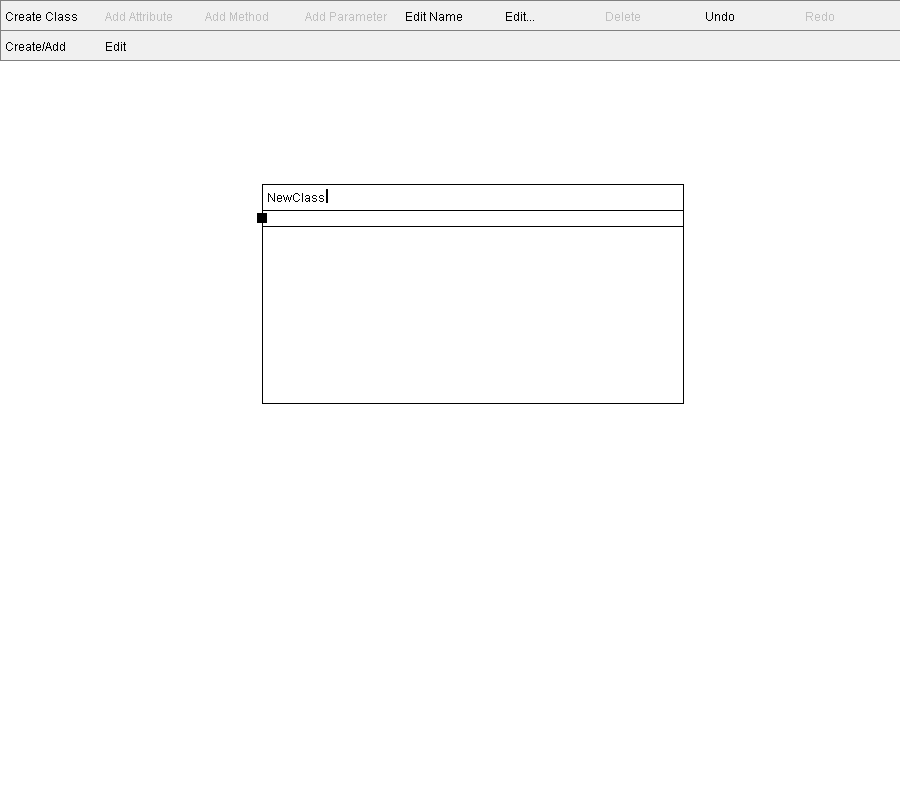 Create Class Add Attribute Add Method Add Parameter Edit Name Edit... Delete Undo Redo
Create/Add Edit
NewClass